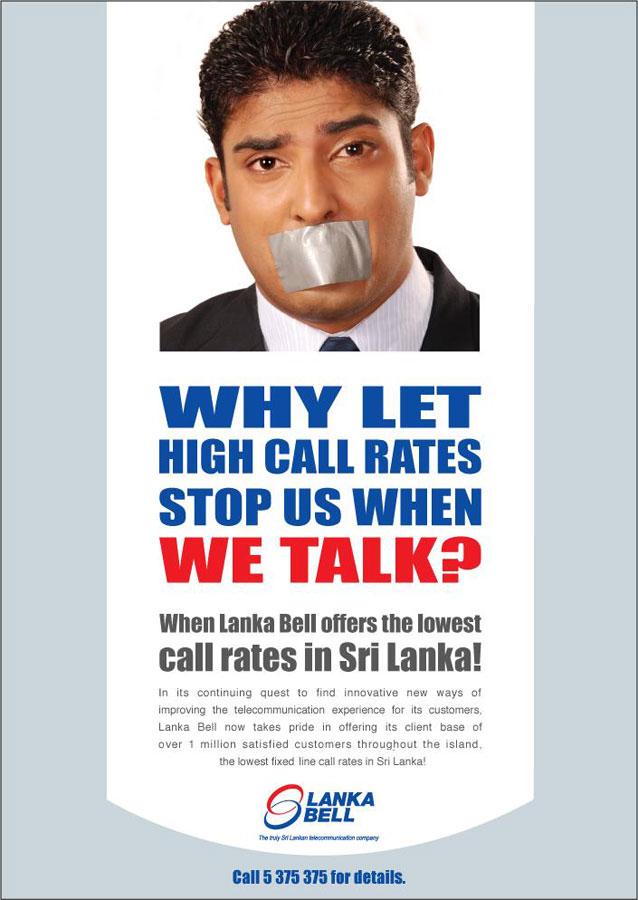 WHY LET
HIGH CALL RATES
STOP US WHEN
WE TALK?
When Lanka Bell offers the lowest
call rates in Sri Lanka!
In its continuing quest to find innovative new ways of
improving the telecommunication experience for its customers,
Lanka Bell now takes pride in offering its client base of
over 1 million satisfied customers throughout the island,
the lowest fixed line call rates in Sri Lanka!
LANKA
BELL
The truly Sri Lankan telecommunication company
Call 5 375 375 for details.